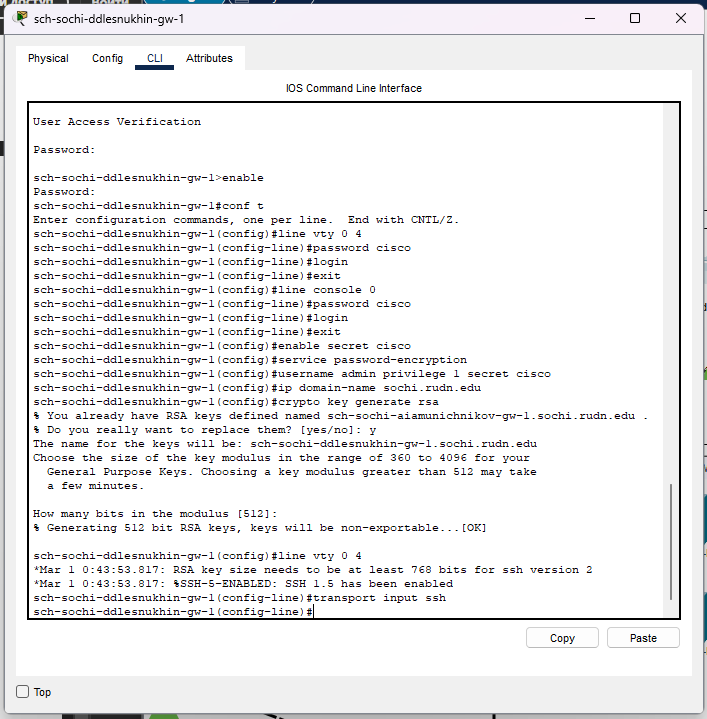 sch-sochi-ddlesnukhin-gw-1
Physical Config CLI Attributes
IOS Command Line Interface
User Access Verification
Password:
sch-sochi-ddlesnukhin-gw-1>enable
Password:
sch-sochi-ddlesnukhin-gw-1#conf t
Enter configuration commands, one per line.  End with CNTL/Z.
sch-sochi-ddlesnukhin-gw-1(config)#line vty 0 4
sch-sochi-ddlesnukhin-gw-1(config-line)#password cisco
sch-sochi-ddlesnukhin-gw-1(config-line)#login
sch-sochi-ddlesnukhin-gw-1(config-line)#exit
sch-sochi-ddlesnukhin-gw-1(config)#line console 0
sch-sochi-ddlesnukhin-gw-1(config-line)#password cisco
sch-sochi-ddlesnukhin-gw-1(config-line)#login
sch-sochi-ddlesnukhin-gw-1(config-line)#exit
sch-sochi-ddlesnukhin-gw-1(config)#enable secret cisco
sch-sochi-ddlesnukhin-gw-1(config)#service password-encryption
sch-sochi-ddlesnukhin-gw-1(config)#username admin privilege 1 secret cisco
sch-sochi-ddlesnukhin-gw-1(config)#ip domain-name sochi.rudn.edu
sch-sochi-ddlesnukhin-gw-1(config)#crypto key generate rsa
% You already have RSA keys defined named sch-sochi-aiamunichnikov-gw-1.sochi.rudn.edu .
% Do you really want to replace them? [yes/no]: y
The name for the keys will be: sch-sochi-ddlesnukhin-gw-1.sochi.rudn.edu
Choose the size of the key modulus in the range of 360 to 4096 for your
General Purpose Keys. Choosing a key modulus greater than 512 may take
a few minutes.
How many bits in the modulus [512]:
% Generating 512 bit RSA keys, keys will be non-exportable...[OK]
sch-sochi-ddlesnukhin-gw-1(config)#line vty 0 4
*Mar 1 0:43:53.817: RSA key size needs to be at least 768 bits for ssh version 2
*Mar 1 0:43:53.817: %SSH-5-ENABLED: SSH 1.5 has been enabled
sch-sochi-ddlesnukhin-gw-1(config-line)#transport input ssh
sch-sochi-ddlesnukhin-gw-1(config-line)#
Copy Paste
Top